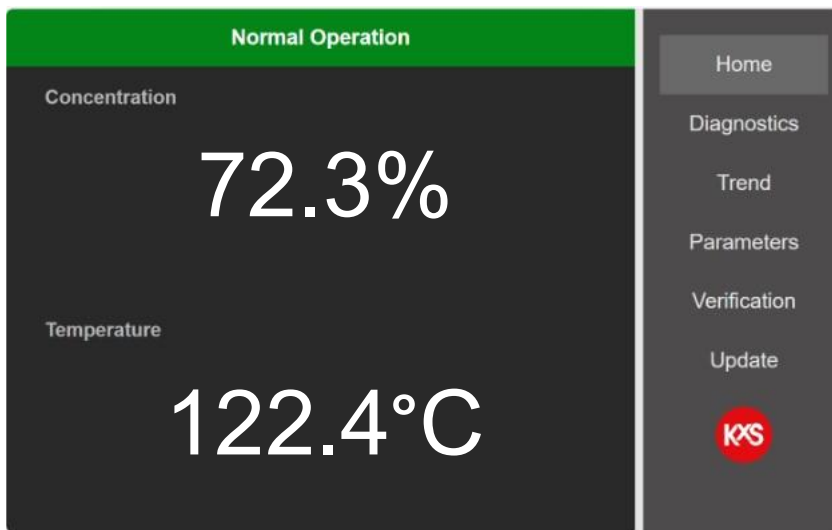 Normal Operation
Concentration
72.3%
Temperature
122.4°C
Home
Diagnostics
Trend
Parameters
Verification
Update
KXS